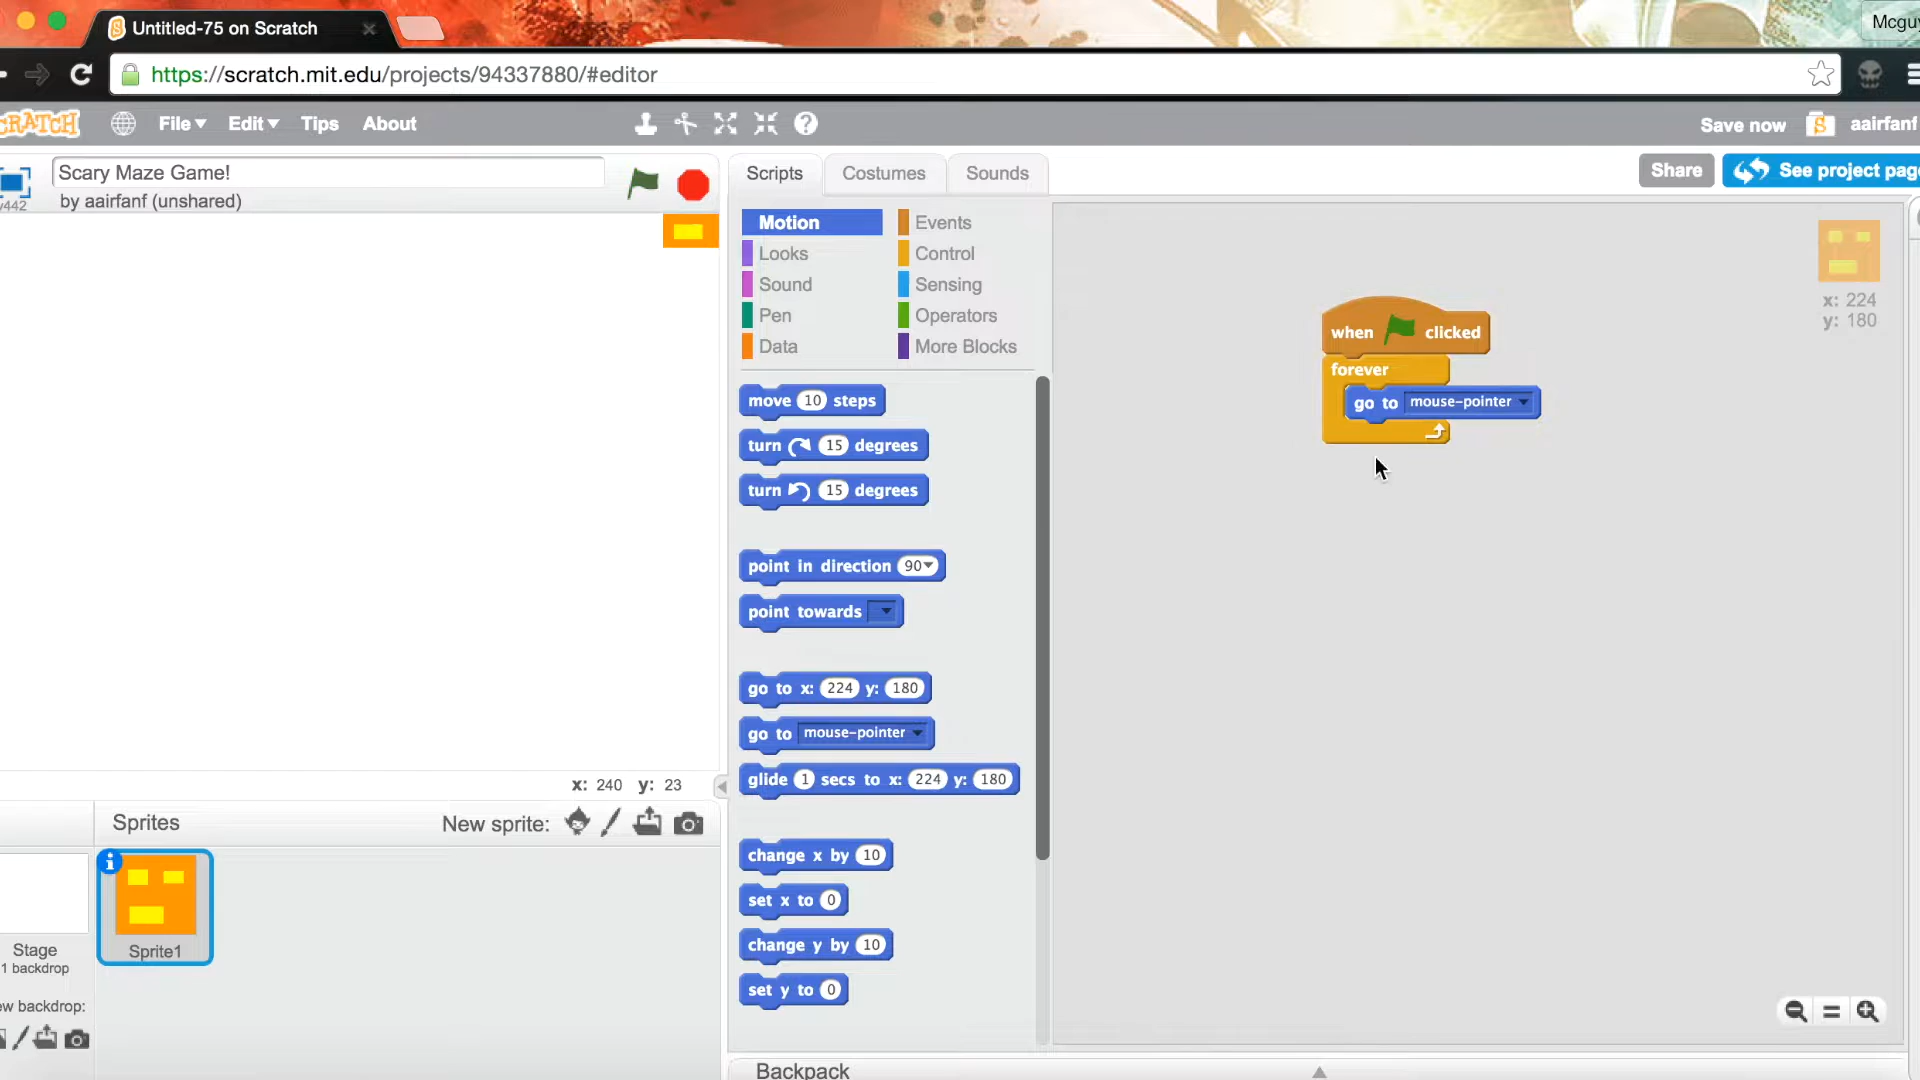 Untitled-75 on Scratch
https://scratch.mit.edu/projects/94337880/#editor
File Edit Tips About
Save now aairfanf
Scary Maze Game!
by aairfanf (unshared)
v442
Scripts Costumes Sounds
Share See project page
Motion Events
Looks Control
Sound Sensing
Pen Operators
Data More Blocks
move 10 steps
turn 15 degrees
turn 15 degrees
point in direction 90
point towards
go to x: 224 y: 180
go to mouse-pointer
glide 1 secs to x: 224 y: 180
change x by 10
set x to 0
change y by 10
set y to 0
when clicked
forever
go to mouse-pointer
x: 224
y: 180
x: 240 y: 23
Sprites New sprite:
Sprite1
Stage
1 backdrop
Backpack